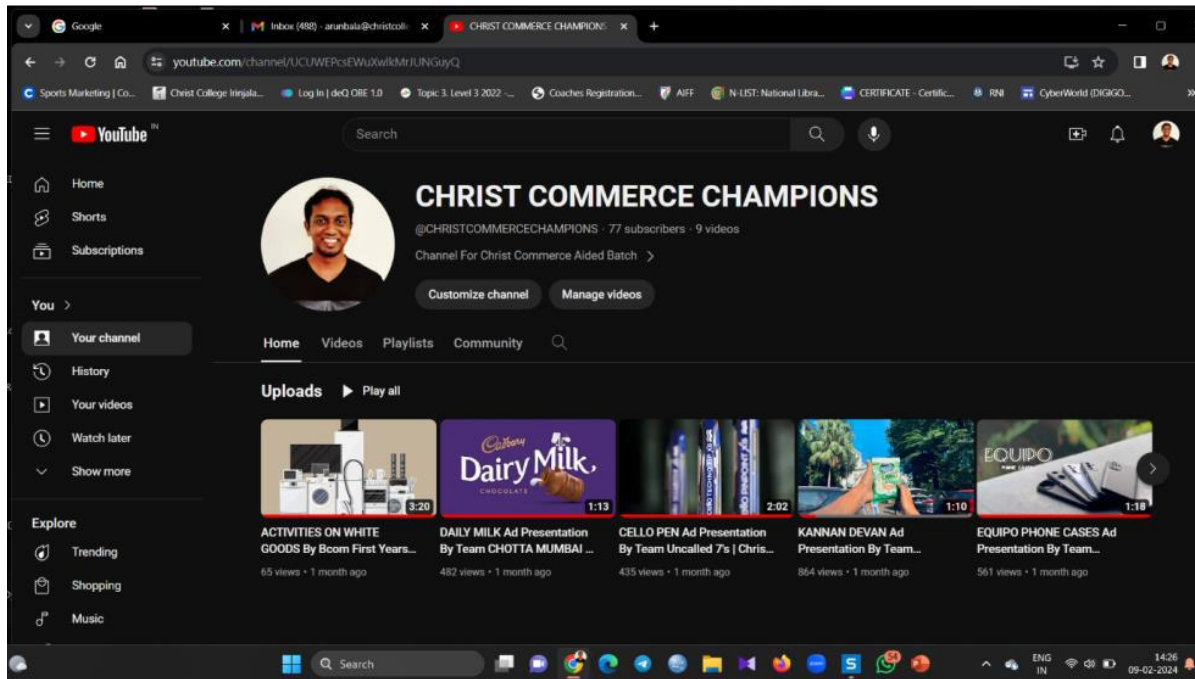 Google
Inbox (488) - arunbala@christcolle
CHRIST COMMERCE CHAMPIONS
youtube.com/channel/UCUWEPcsEWuXwlkMrJUNGuyQ
Sports Marketing | Co...
Christ College Irinjala...
Log In | deQ OBE 1.0
Topic 3. Level 3 2022 -...
Coaches Registration...
AIFF
N-LIST: National Libra...
CERTIFICATE - Certific...
RNI
CyberWorld (DIGIGO...
YouTube IN
Search
Home
Shorts
Subscriptions
You
Your channel
History
Your videos
Watch later
Show more
Explore
Trending
Shopping
Music
CHRIST COMMERCE CHAMPIONS
@CHRISTCOMMERCECHAMPIONS · 77 subscribers · 9 videos
Channel For Christ Commerce Aided Batch
Customize channel
Manage videos
Home Videos Playlists Community
Uploads Play all
3:20
ACTIVITIES ON WHITE
GOODS By Bcom First Years...
65 views • 1 month ago
Cadbury
Dairy Milk
CHOCOLATE
1:13
DAILY MILK Ad Presentation
By Team CHOTTA MUMBAI ...
482 views • 1 month ago
2:02
CELLO PEN Ad Presentation
By Team Uncalled 7's | Chris...
435 views • 1 month ago
1:10
KANNAN DEVAN Ad
Presentation By Team...
864 views • 1 month ago
EQUIPO
1:18
EQUIPO PHONE CASES Ad
Presentation By Team...
561 views • 1 month ago
Search
54
ENG
IN
14:26
09-02-2024